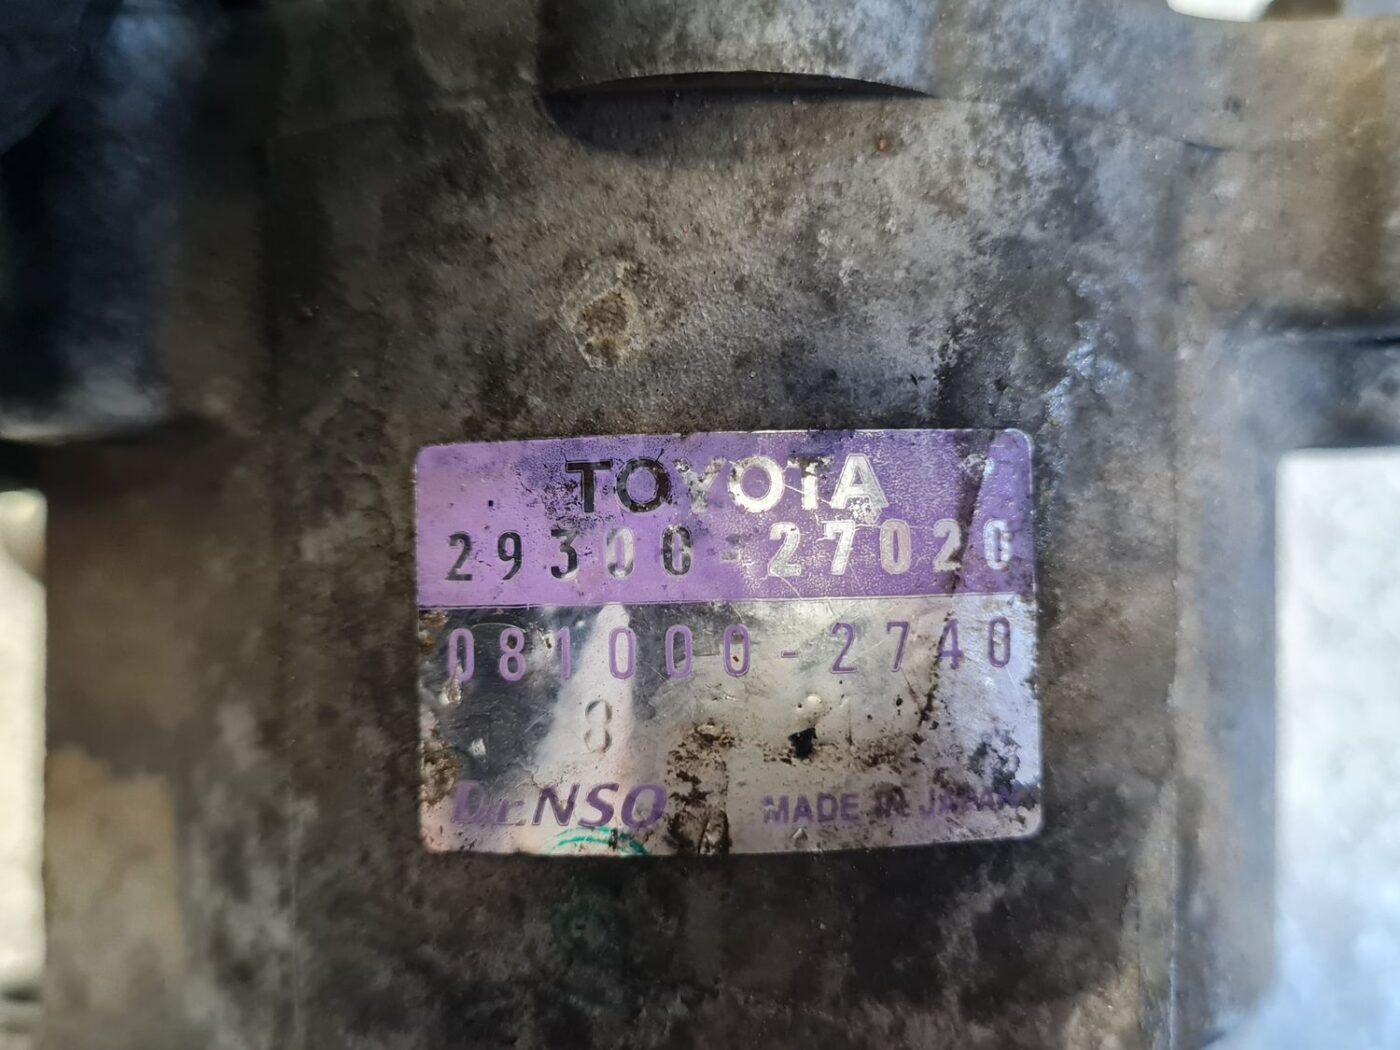 TOYOTA
29300-27020
081000-2740
8
DENSO MADE IN JAPAN